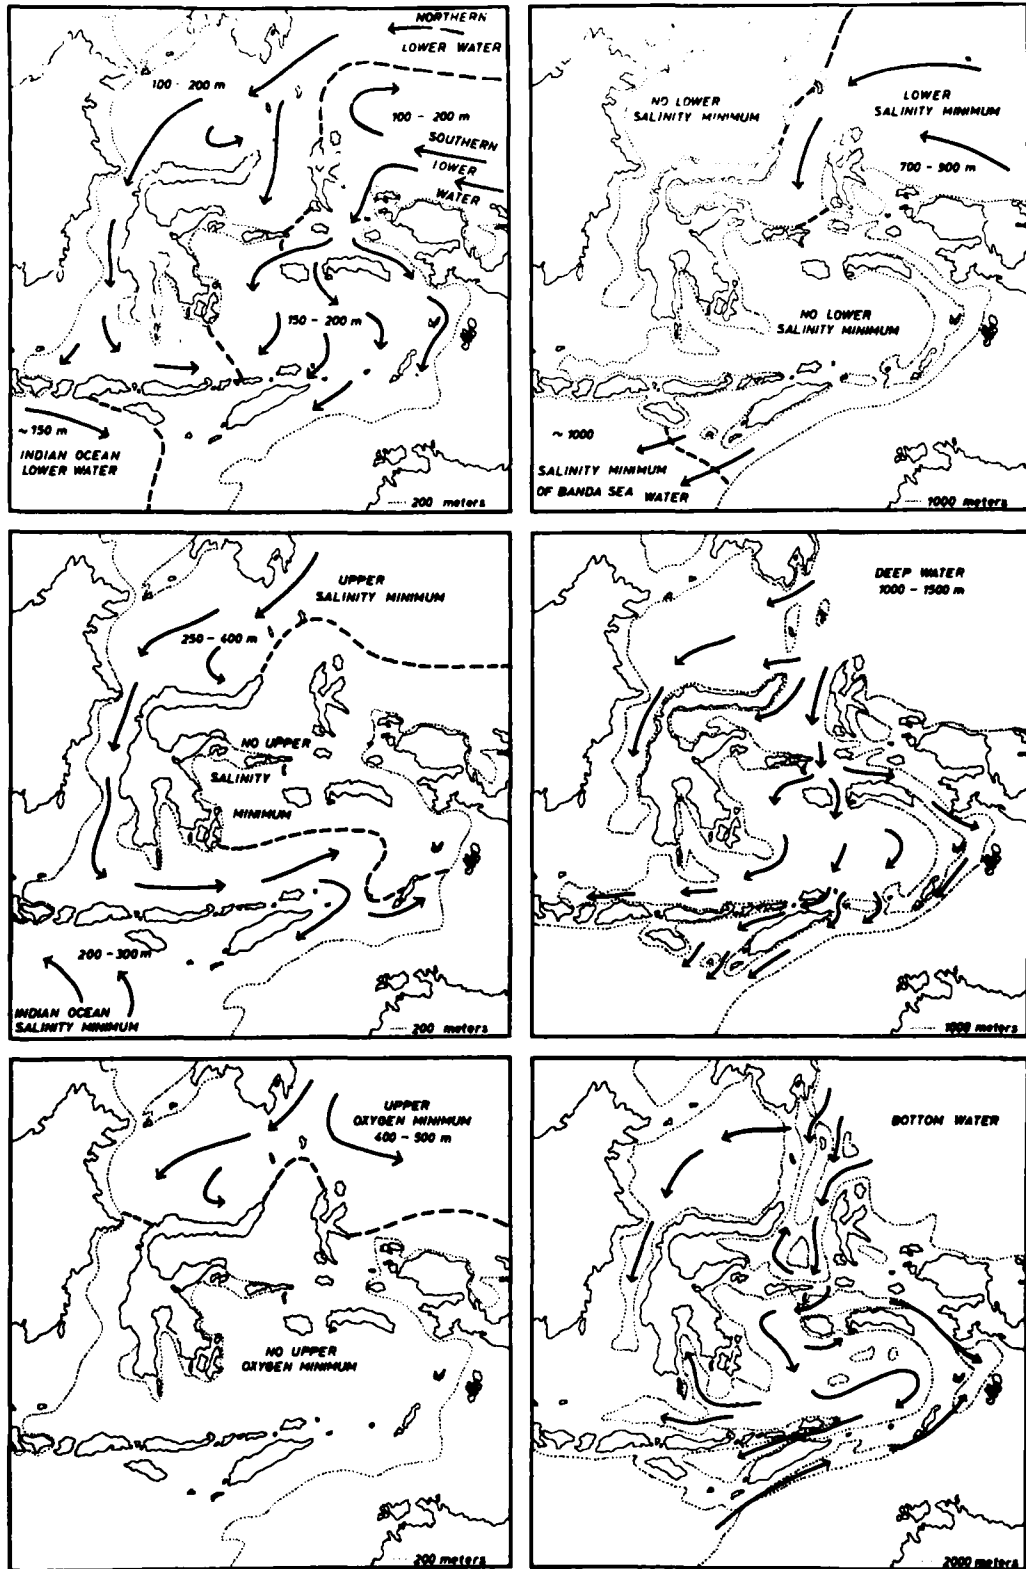 NORTHERN
LOWER WATER
100 - 200 m
100 - 200 m
SOUTHERN
LOWER
WATER
150 - 200 m
~ 150 m
INDIAN OCEAN
LOWER WATER
200 meters
NO LOWER
SALINITY MINIMUM
LOWER
SALINITY MINIMUM
700 - 900 m
NO LOWER
SALINITY MINIMUM
~ 1000
SALINITY MINIMUM
OF BANDA SEA WATER
1000 meters
UPPER
SALINITY MINIMUM
250 - 400 m
NO UPPER
SALINITY
MINIMUM
200 - 300 m
INDIAN OCEAN
SALINITY MINIMUM
200 meters
DEEP WATER
1000 - 1500 m
1000 meters
UPPER
OXYGEN MINIMUM
400 - 500 m
NO UPPER
OXYGEN MINIMUM
200 meters
BOTTOM WATER
2000 meters